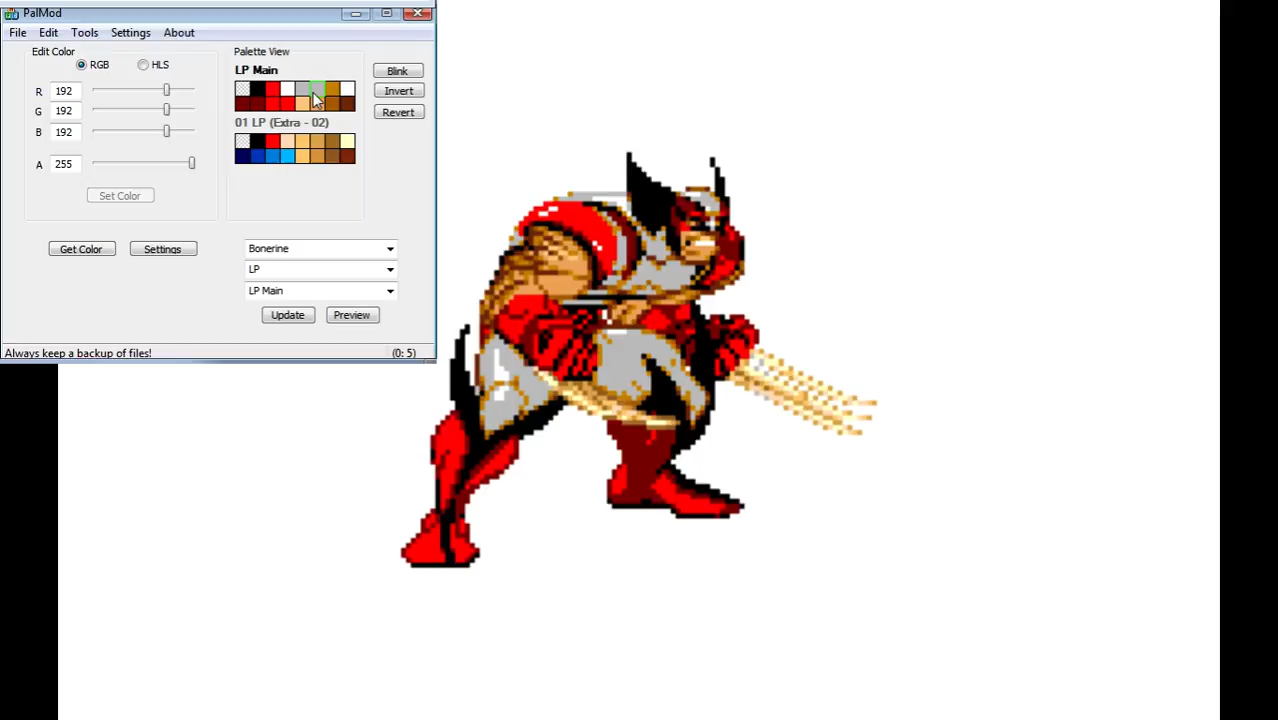 PalMod
File Edit Tools Settings About
Edit Color
RGB HLS
R 192
G 192
B 192
A 255
Set Color
Palette View
LP Main
01 LP (Extra - 02)
Blink
Invert
Revert
Get Color Settings
Bonerine
LP
LP Main
Update Preview
Always keep a backup of files! (0: 5)